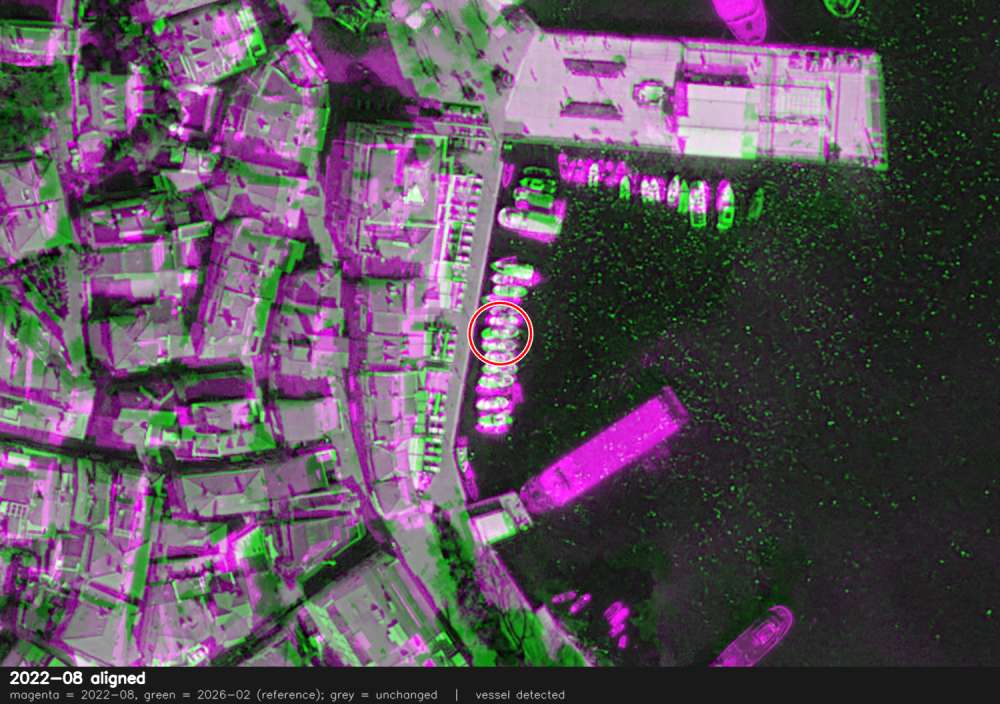 2022-08 aligned
magenta = 2022-08, green = 2026-02 (reference); grey = unchanged | vessel detected